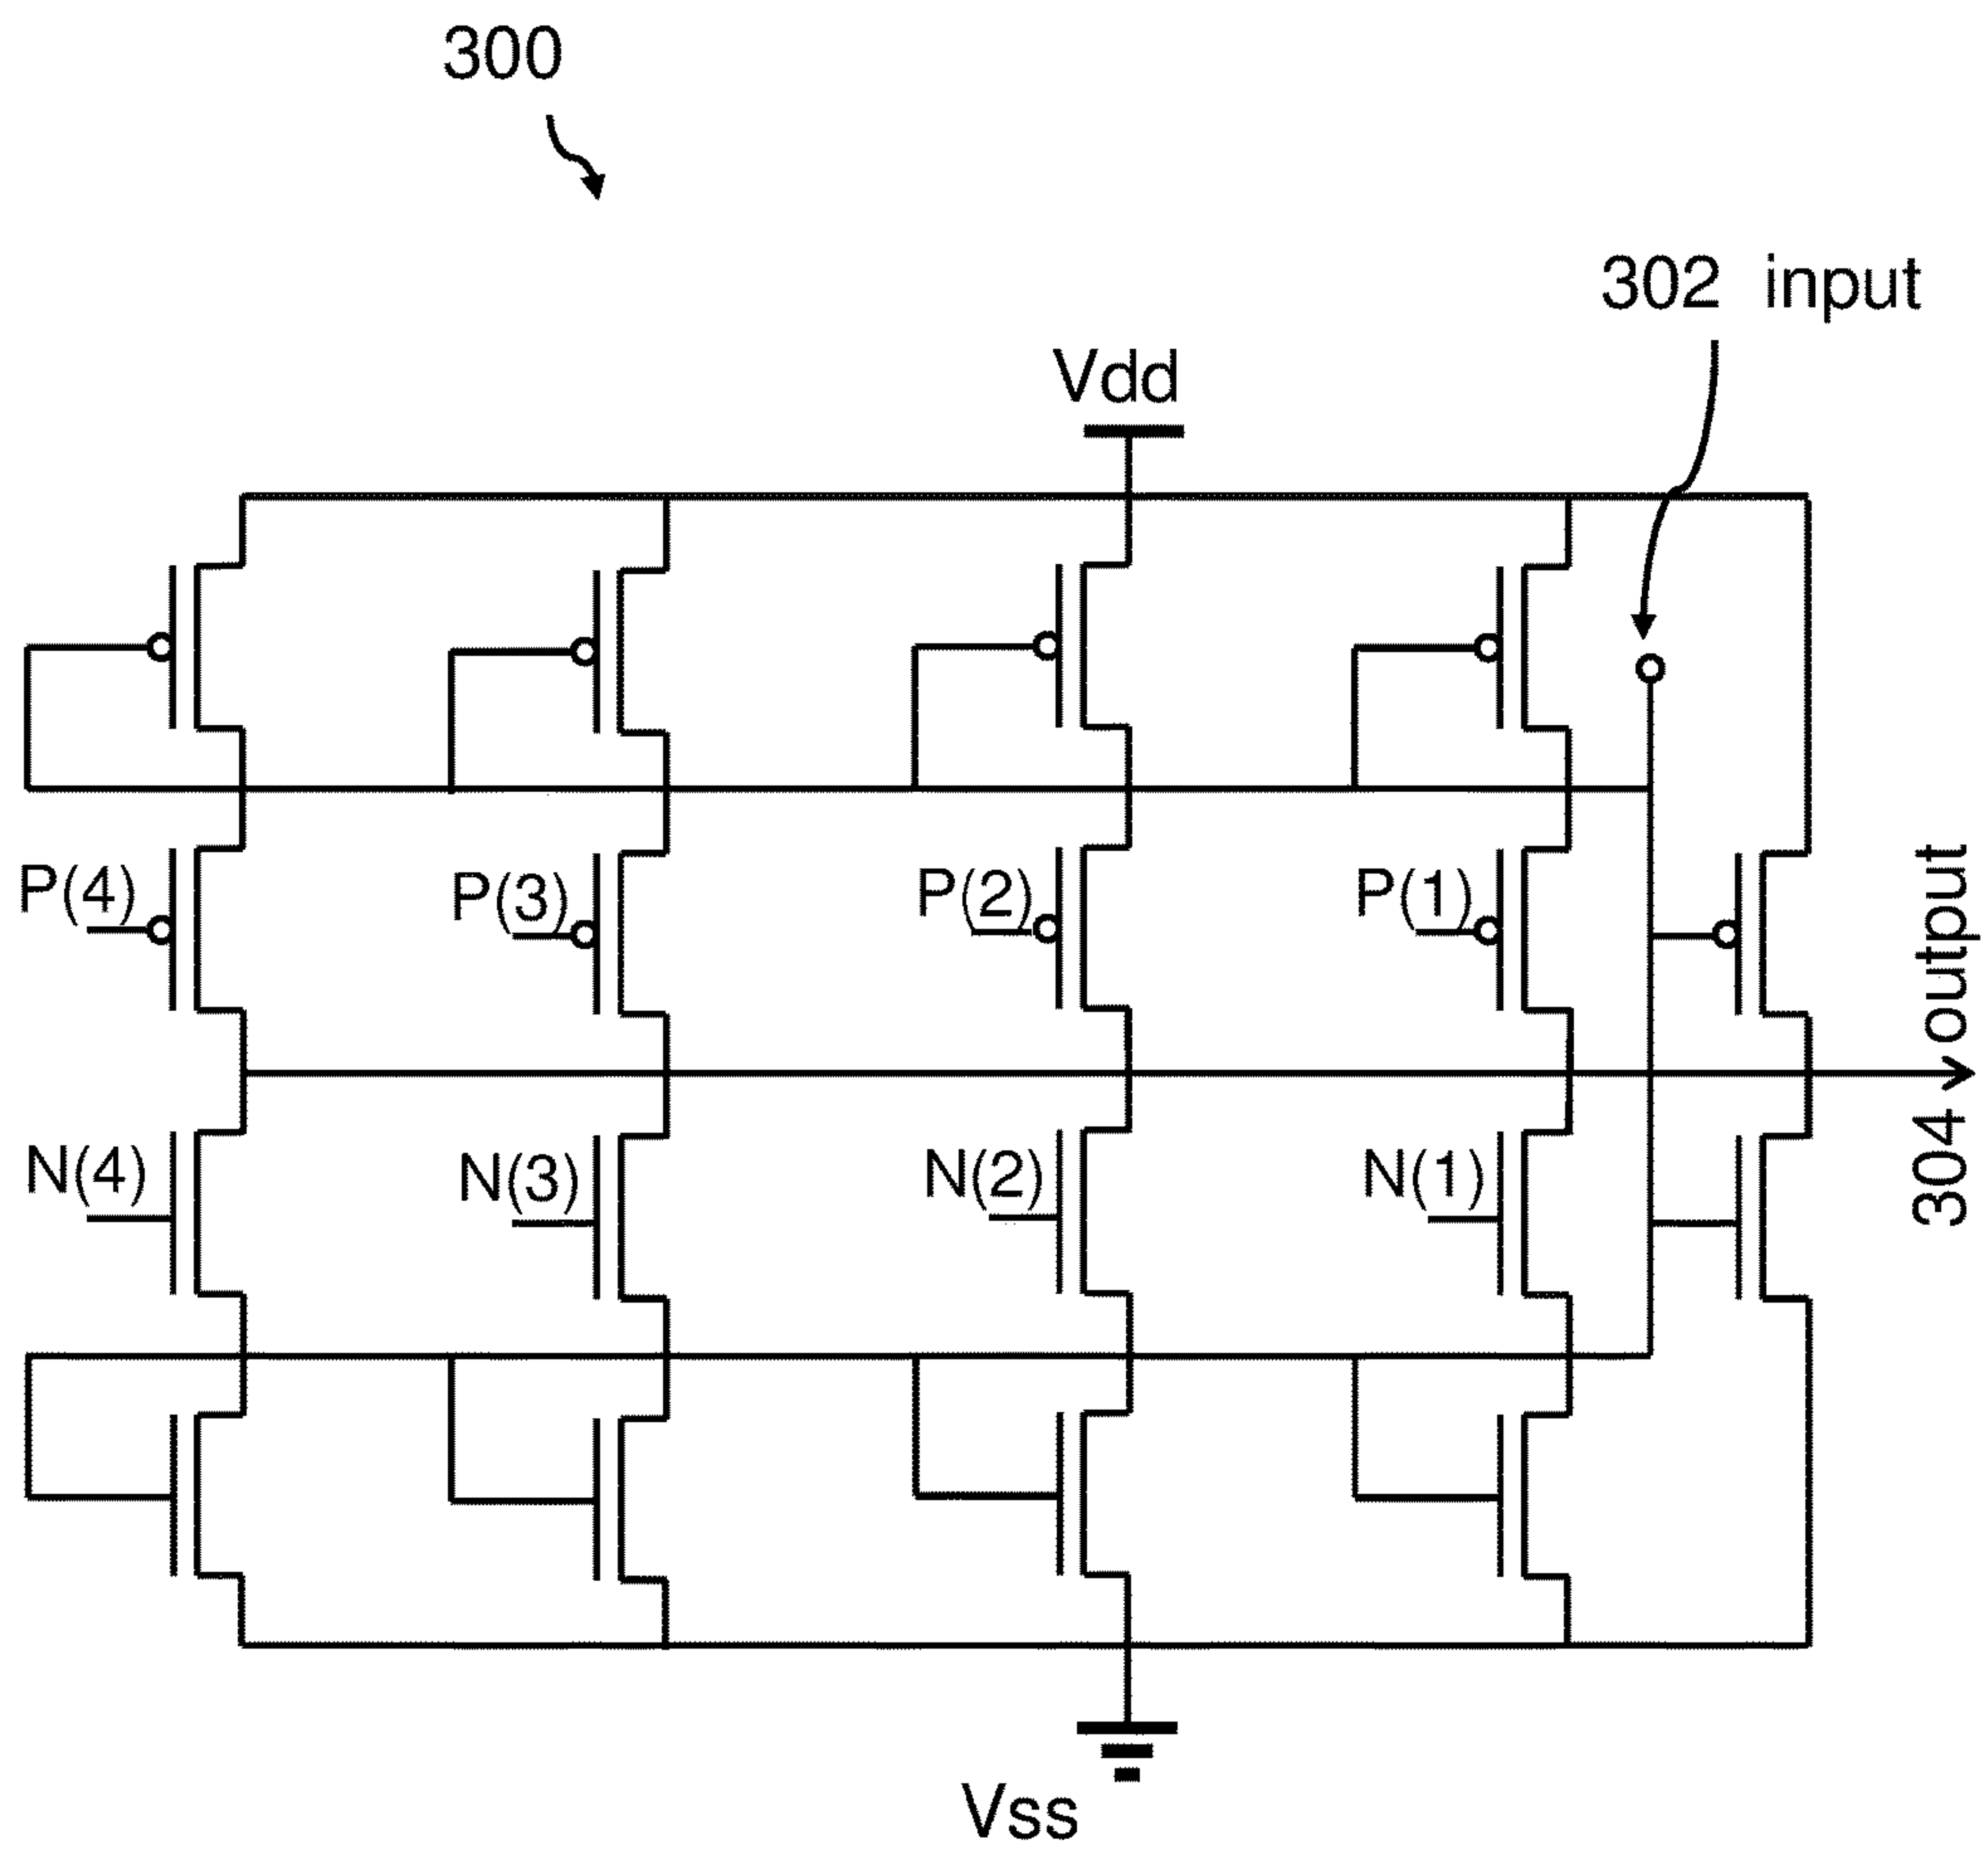 300
302 input
Vdd
P(4)
P(3)
P(2)
P(1)
304 output
N(4)
N(3)
N(2)
N(1)
Vss